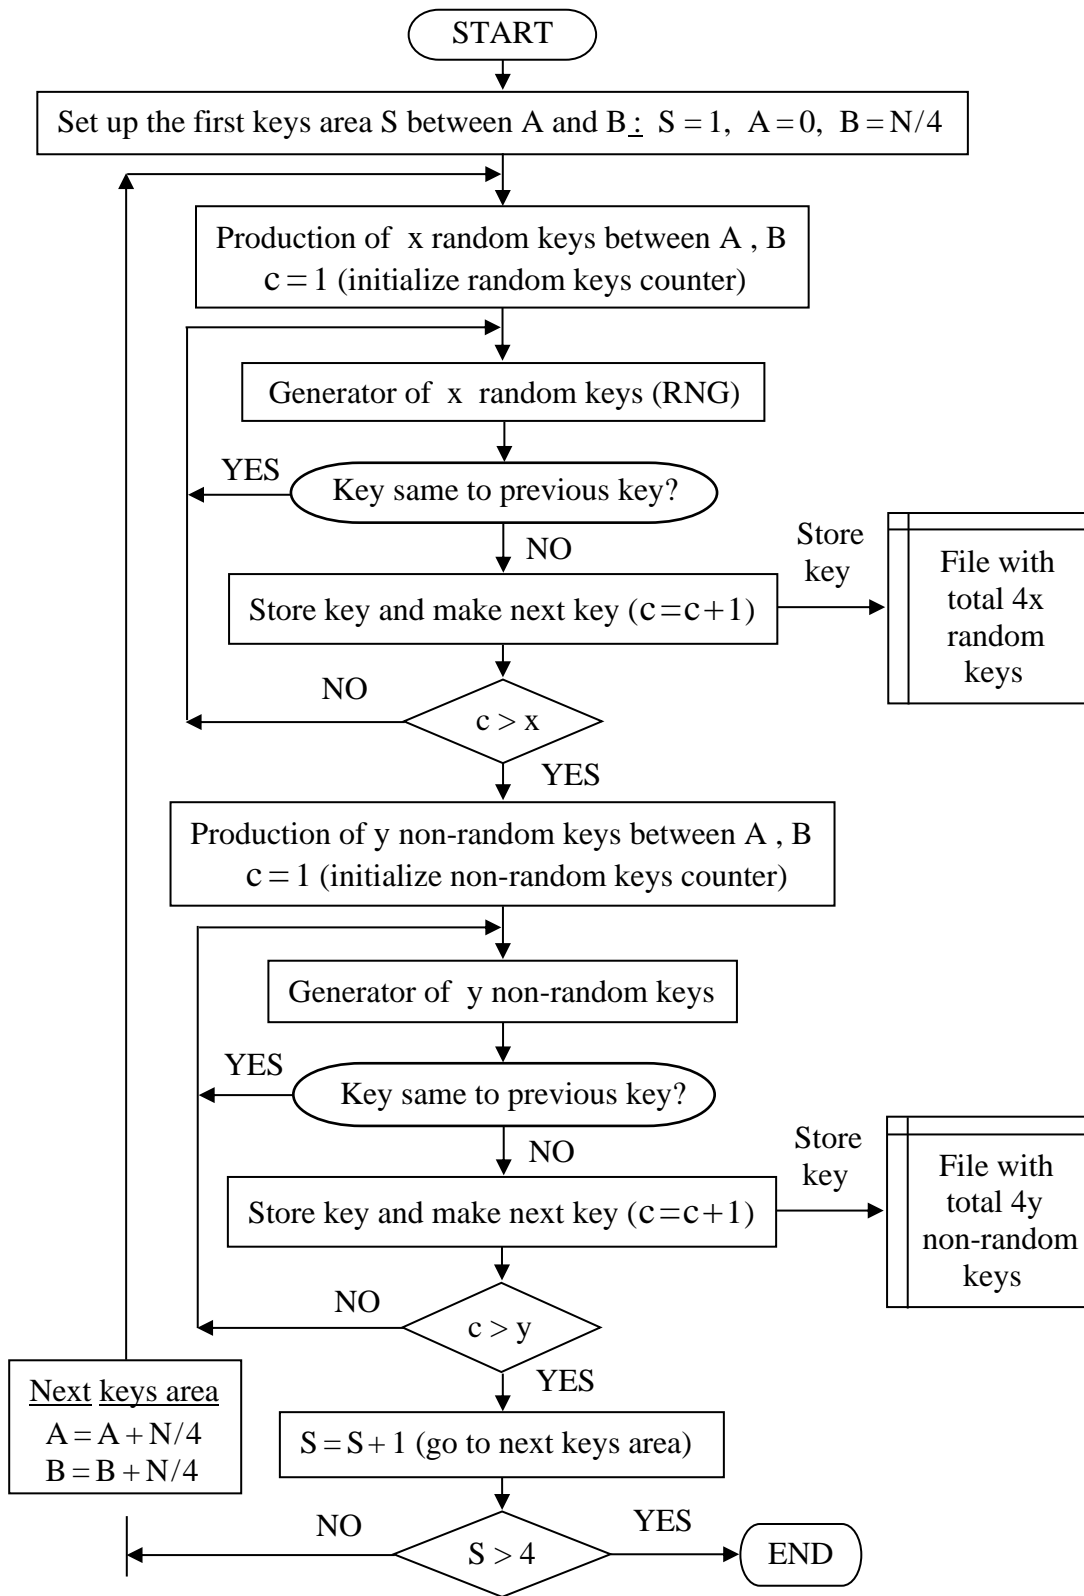 START
Set up the first keys area S between A and B : S = 1, A = 0, B = N/4
Production of x random keys between A , B
c = 1 (initialize random keys counter)
Generator of x random keys (RNG)
YES
Key same to previous key?
NO
Store
key
Store key and make next key (c=c+1)
File with
total 4x
random
keys
NO
c > x
YES
Production of y non-random keys between A , B
c = 1 (initialize non-random keys counter)
Generator of y non-random keys
YES
Key same to previous key?
NO
Store
key
Store key and make next key (c=c+1)
File with
total 4y
non-random
keys
NO
c > y
YES
Next keys area
A = A + N/4
B = B + N/4
S = S + 1 (go to next keys area)
NO
S > 4
YES
END